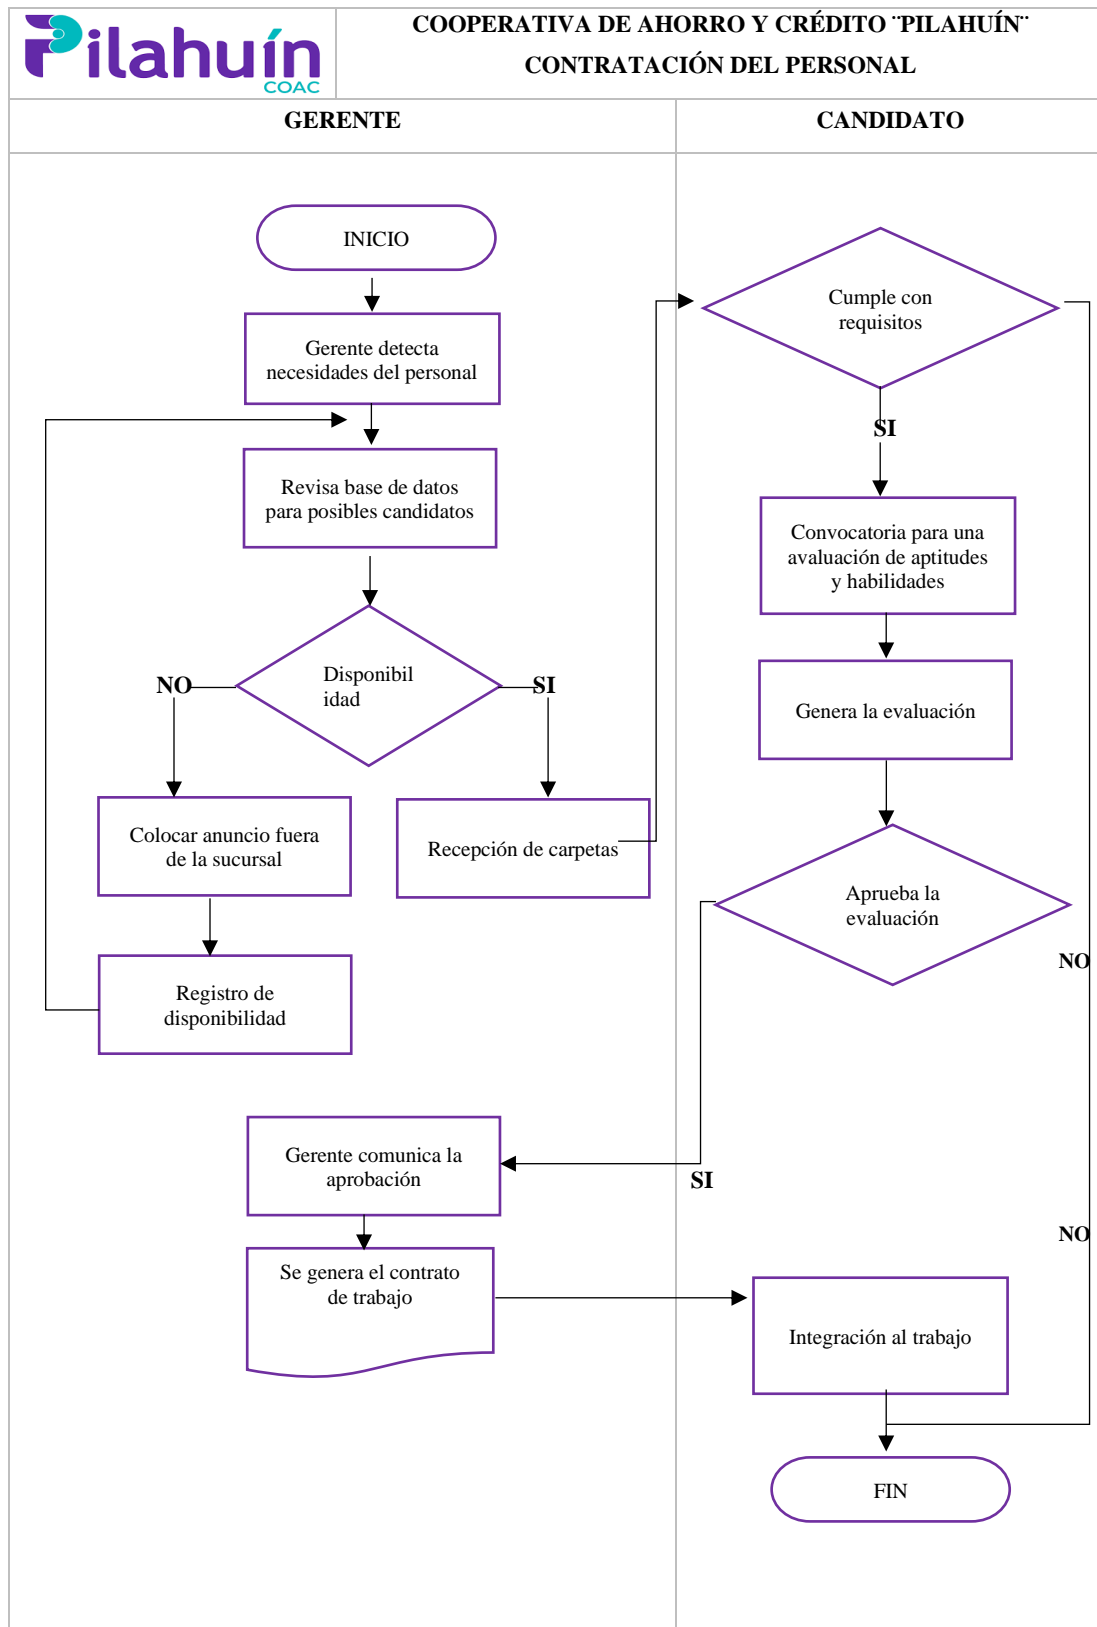 Pilahuín
COAC
COOPERATIVA DE AHORRO Y CRÉDITO ¨PILAHUÍN¨
CONTRATACIÓN DEL PERSONAL
GERENTE
CANDIDATO
INICIO
Gerente detecta
necesidades del personal
Revisa base de datos
para posibles candidatos
Disponibil
idad
NO
SI
Colocar anuncio fuera
de la sucursal
Recepción de carpetas
Registro de
disponibilidad
Cumple con
requisitos
SI
Convocatoria para una
avaluación de aptitudes
y habilidades
Genera la evaluación
Aprueba la
evaluación
NO
SI
Gerente comunica la
aprobación
Se genera el contrato
de trabajo
NO
Integración al trabajo
FIN